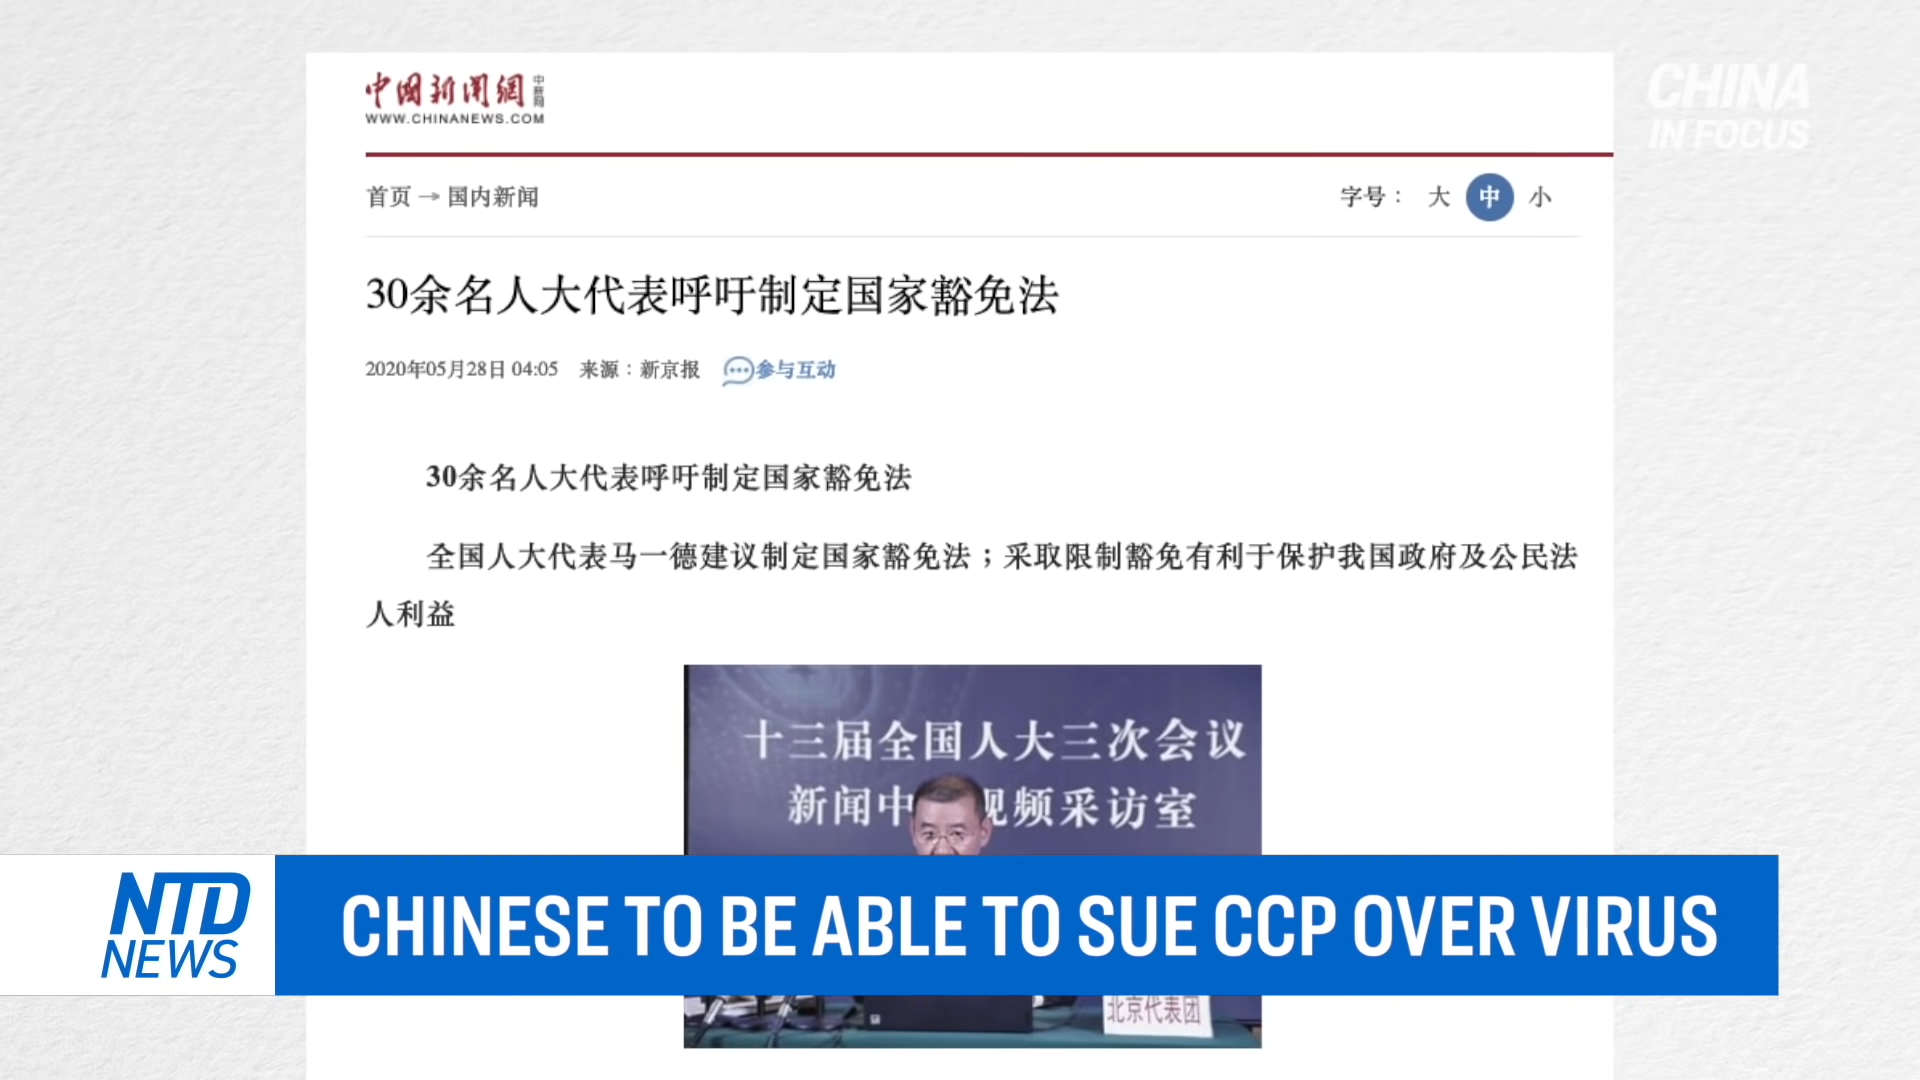 中国新闻網
中新网
WWW.CHINANEWS.COM
CHINA
IN FOCUS
首页→国内新闻
字号： 大 中 小
30余名人大代表呼吁制定国家豁免法
2020年05月28日 04:05 来源：新京报 参与互动
30余名人大代表呼吁制定国家豁免法
全国人大代表马一德建议制定国家豁免法；采取限制豁免有利于保护我国政府及公民法
人利益
十三届全国人大三次会议
新闻中 视频采访室
NTD
NEWS
CHINESE TO BE ABLE TO SUE CCP OVER VIRUS
北京代表团